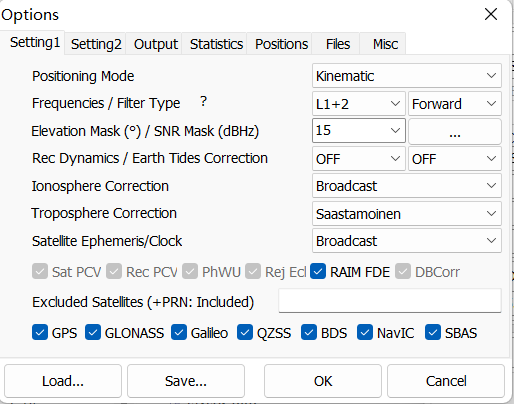 Options
Setting1 Setting2 Output Statistics Positions Files Misc
Positioning Mode Kinematic
Frequencies / Filter Type ? L1+2 Forward
Elevation Mask (°) / SNR Mask (dBHz) 15 ...
Rec Dynamics / Earth Tides Correction OFF OFF
Ionosphere Correction Broadcast
Troposphere Correction Saastamoinen
Satellite Ephemeris/Clock Broadcast
Sat PCV Rec PCV PhWU Rej Ecl RAIM FDE DBCorr
Excluded Satellites (+PRN: Included)
GPS GLONASS Galileo QZSS BDS NavIC SBAS
Load... Save... OK Cancel